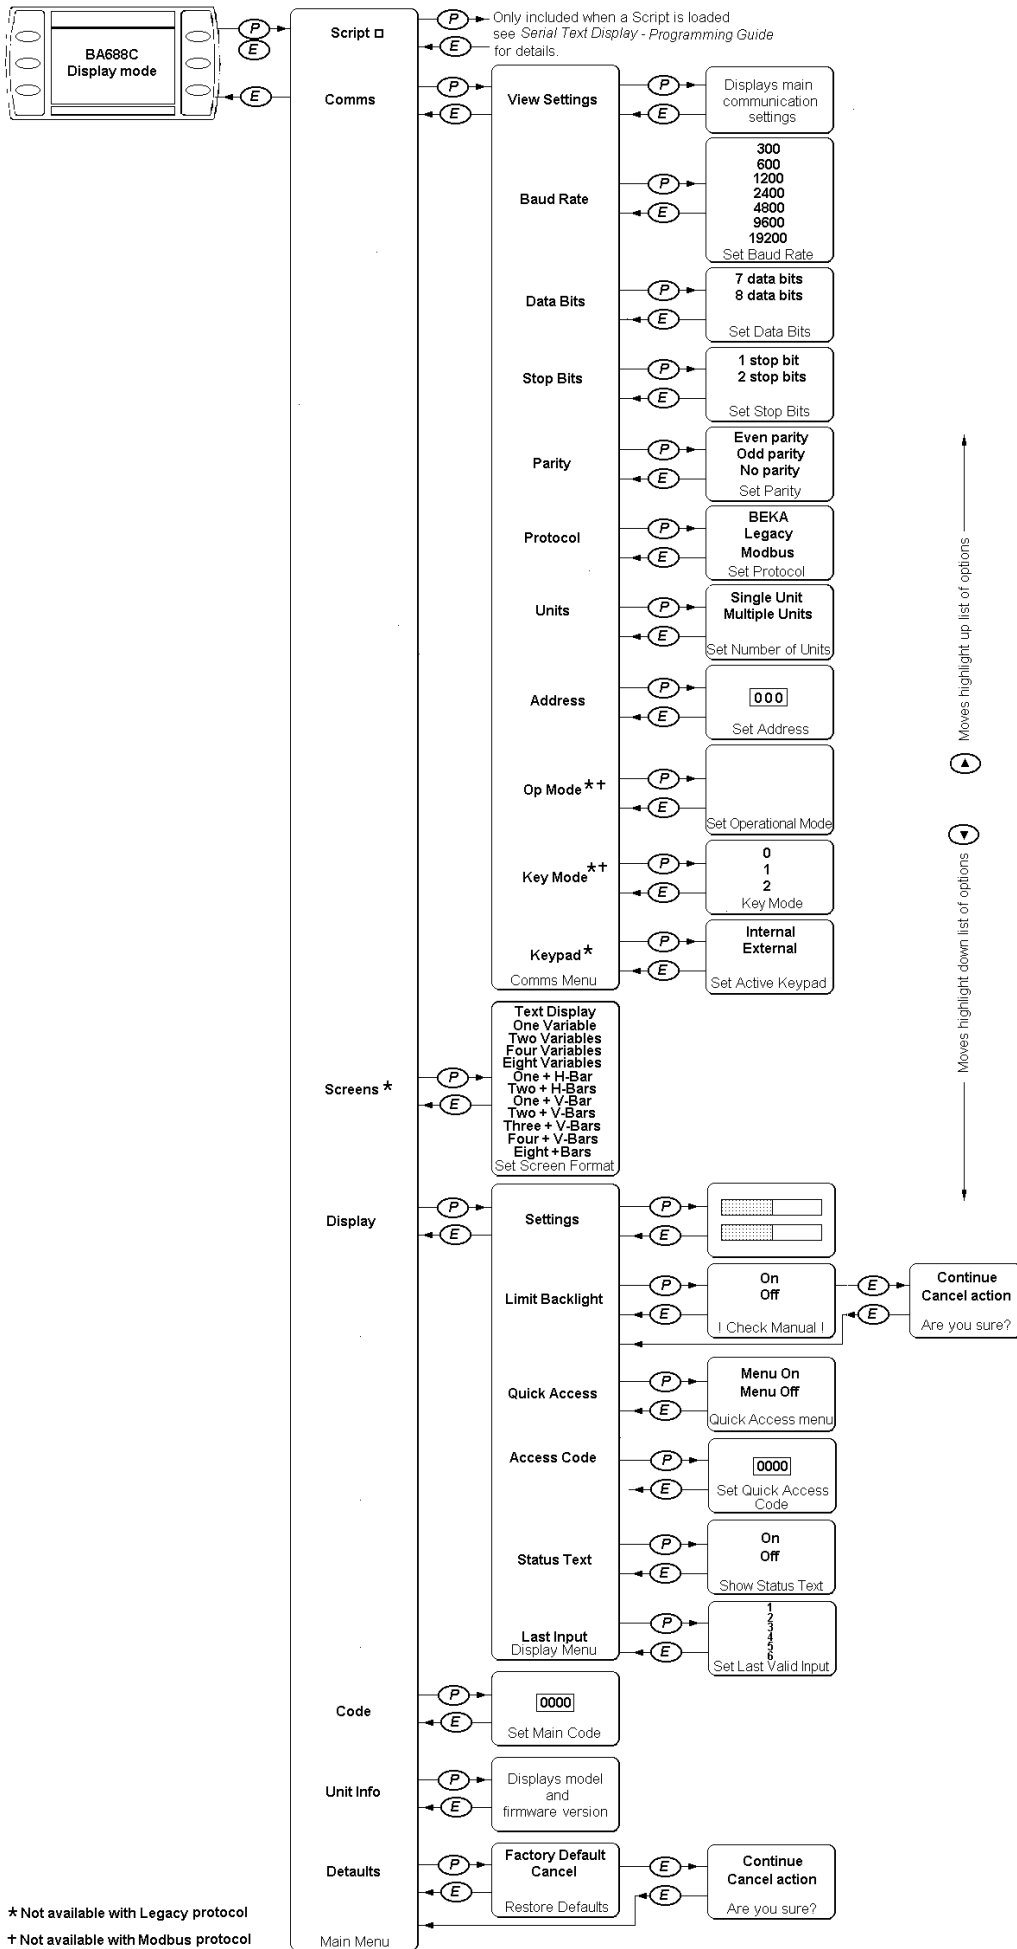 BA688C
Display mode
P
E
E
Script □
P
E
Only included when a Script is loaded
see Serial Text Display - Programming Guide
for details.
Comms
P
E
View Settings
P
E
Displays main
communication
settings
Baud Rate
P
E
300
600
1200
2400
4800
9600
19200
Set Baud Rate
Data Bits
P
E
7 data bits
8 data bits
Set Data Bits
Stop Bits
P
E
1 stop bit
2 stop bits
Set Stop Bits
Parity
P
E
Even parity
Odd parity
No parity
Set Parity
Protocol
P
E
BEKA
Legacy
Modbus
Set Protocol
Units
P
E
Single Unit
Multiple Units
Set Number of Units
Address
P
E
000
Set Address
Op Mode *†
P
E
Set Operational Mode
Key Mode *†
P
E
0
1
2
Key Mode
Keypad *
P
E
Internal
External
Set Active Keypad
Comms Menu
Moves highlight up list of options
Moves highlight down list of options
Screens *
P
E
Text Display
One Variable
Two Variables
Four Variables
Eight Variables
One + H-Bar
Two + H-Bars
One + V-Bar
Two + V-Bars
Three + V-Bars
Four + V-Bars
Eight +Bars
Set Screen Format
Display
P
E
Settings
P
E
Limit Backlight
P
E
On
Off
! Check Manual !
E
E
Continue
Cancel action
Are you sure?
Quick Access
P
E
Menu On
Menu Off
Quick Access menu
Access Code
P
E
0000
Set Quick Access
Code
Status Text
P
E
On
Off
Show Status Text
Last Input
Display Menu
P
E
1
2
3
4
5
6
Set Last Valid Input
Code
P
E
0000
Set Main Code
Unit Info
P
E
Displays model
and
firmware version
Detaults
P
E
Factory Default
Cancel
Restore Defaults
E
E
Continue
Cancel action
Are you sure?
Main Menu
* Not available with Legacy protocol
† Not available with Modbus protocol